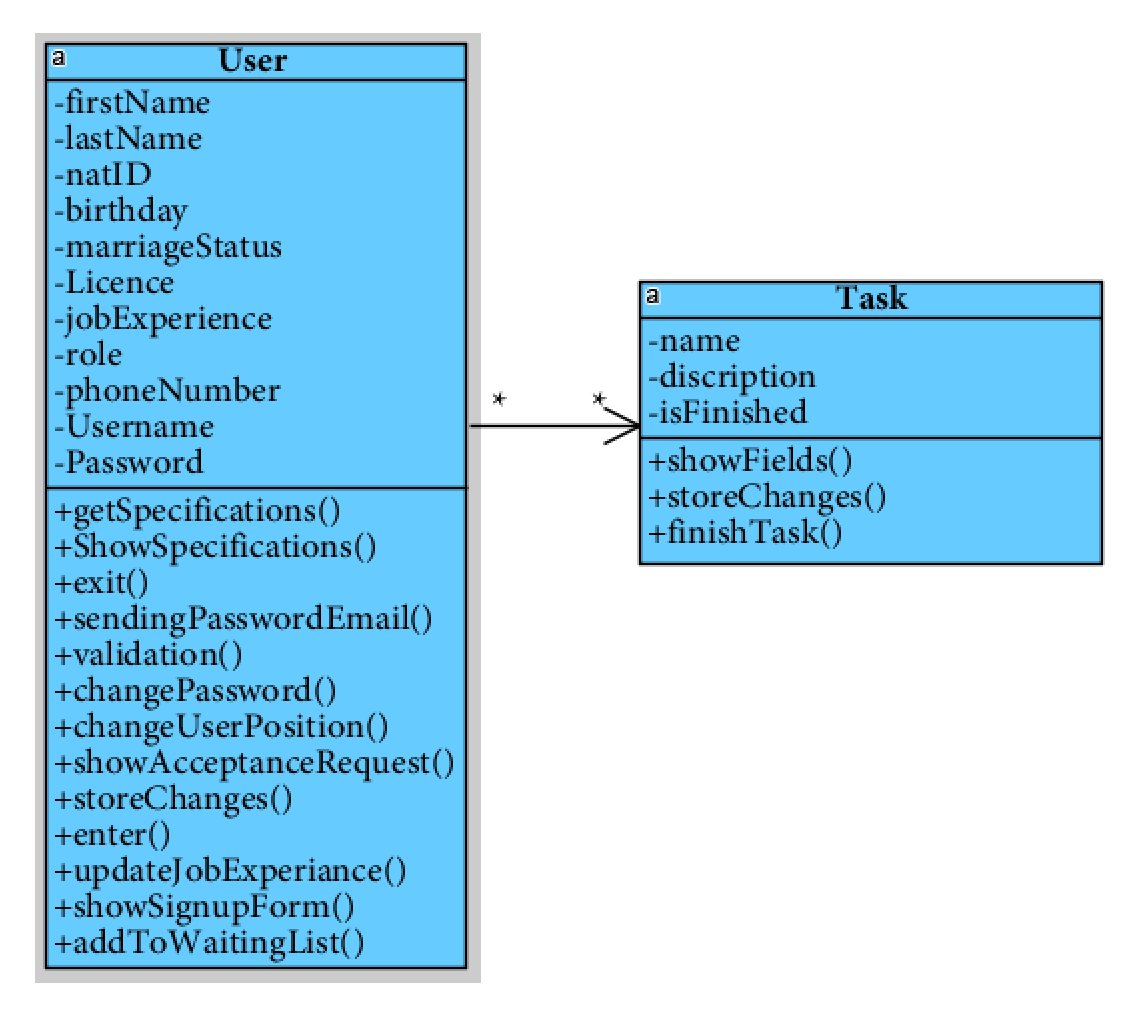 a
User
-firstName
-lastName
-natID
-birthday
-marriageStatus
-Licence
-jobExperience
-role
-phoneNumber
-Username
-Password
+getSpecifications()
+ShowSpecifications()
+exit()
+sendingPasswordEmail()
+validation()
+changePassword()
+changeUserPosition()
+showAcceptanceRequest()
+storeChanges()
+enter()
+updateJobExperiance()
+showSignupForm()
+addToWaitingList()
* *
a
Task
-name
-discription
-isFinished
+showFields()
+storeChanges()
+finishTask()